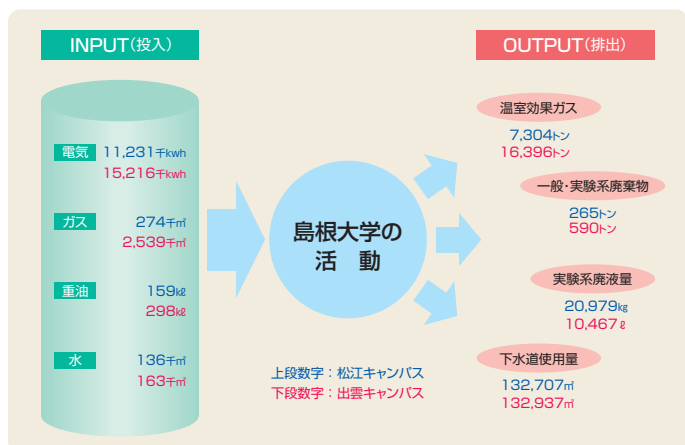 INPUT(投入)
電気 11,231千kwh
15,216千kwh
ガス 274千㎥
2,539千㎥
重油 159kℓ
298kℓ
水 136千㎥
163千㎥
島根大学の
活 動
上段数字：松江キャンパス
下段数字：出雲キャンパス
OUTPUT(排出)
温室効果ガス
7,304トン
16,396トン
一般・実験系廃棄物
265トン
590トン
実験系廃液量
20,979kg
10,467ℓ
下水道使用量
132,707㎥
132,937㎥